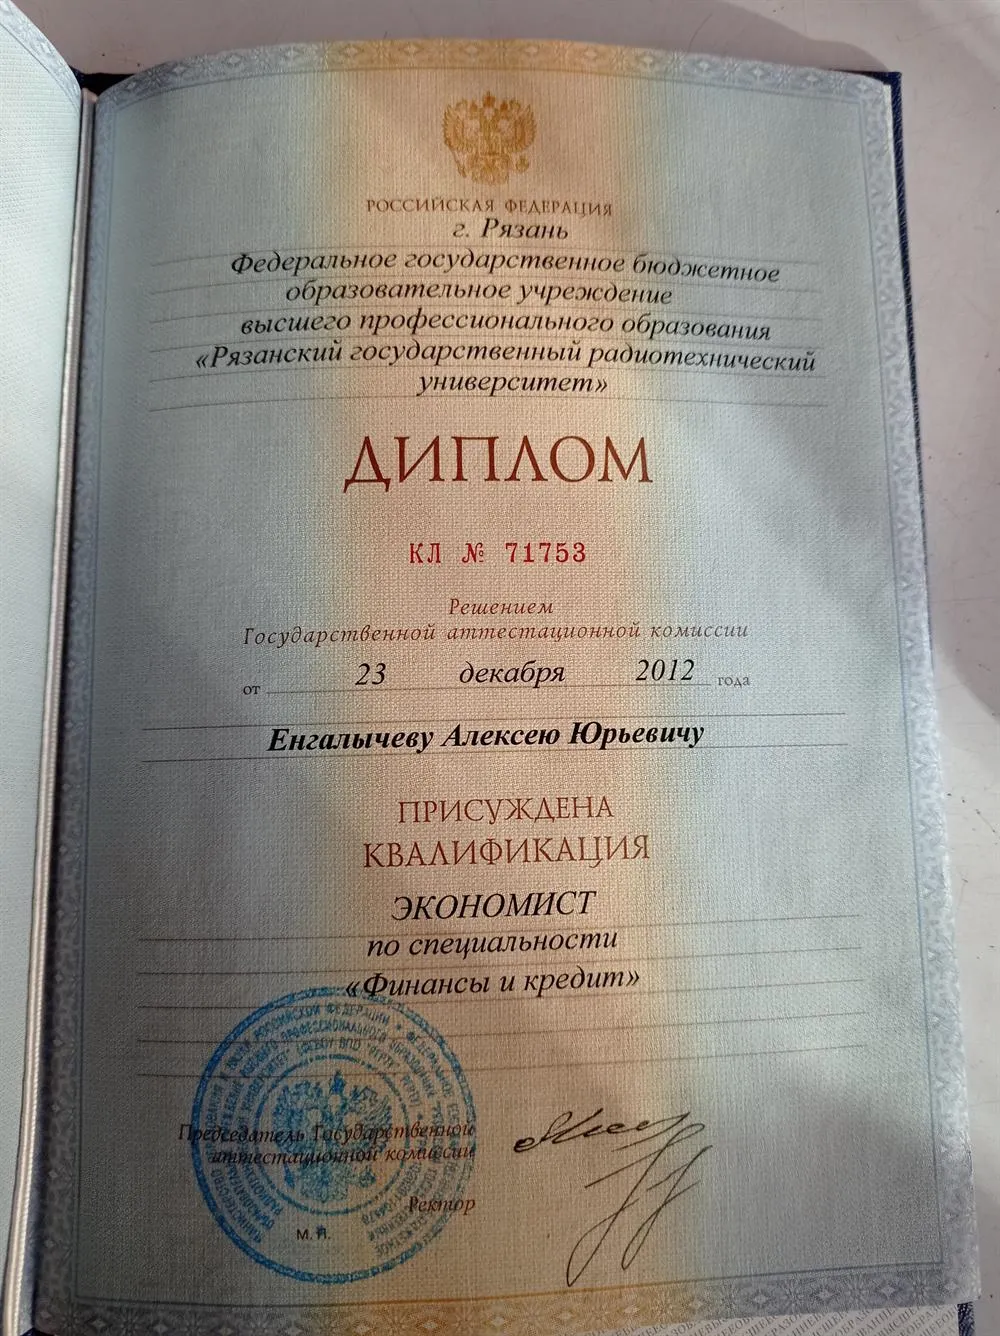 РОССИЙСКАЯ ФЕДЕРАЦИЯ
г. Рязань
Федеральное государственное бюджетное
образовательное учреждение
высшего профессионального образования
«Рязанский государственный радиотехнический
университет»
ДИПЛОМ
КЛ № 71753
Решением
Государственной аттестационной комиссии
от 23 декабря 2012 года
Енгалычеву Алексею Юрьевичу
ПРИСУЖДЕНА
КВАЛИФИКАЦИЯ
ЭКОНОМИСТ
по специальности
«Финансы и кредит»
Председатель Государственной
аттестационной комиссии
Ректор
М. П.